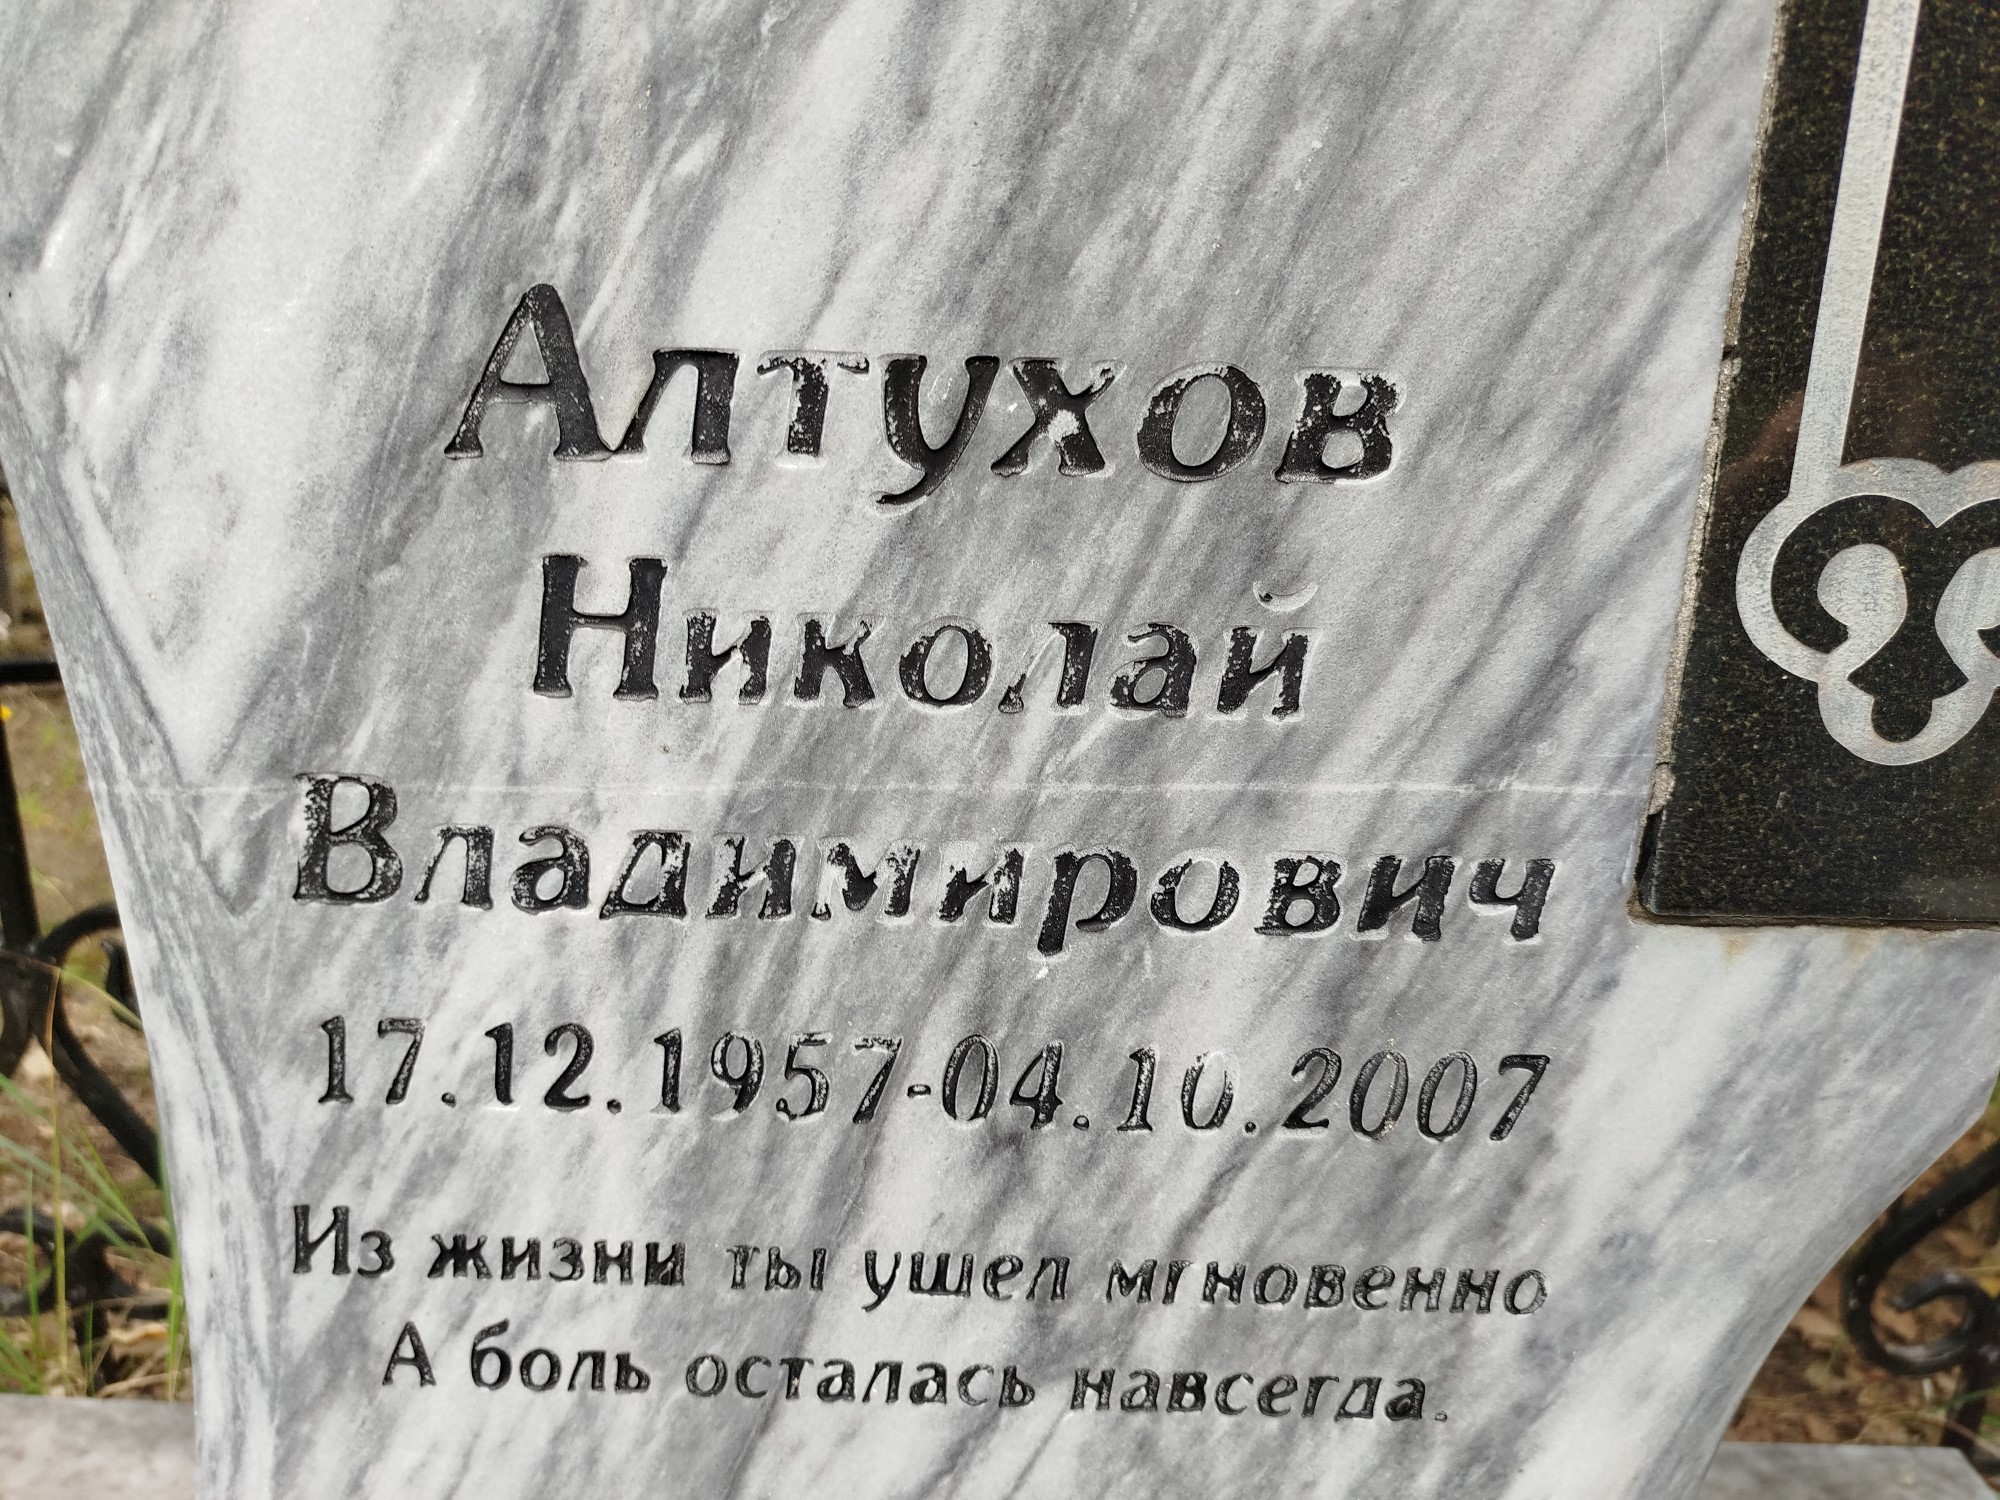 Алтухов
Николай
Владимирович
17.12.1957-04.10.2007
Из жизни ты ушел мгновенно
А боль осталась навсегда.